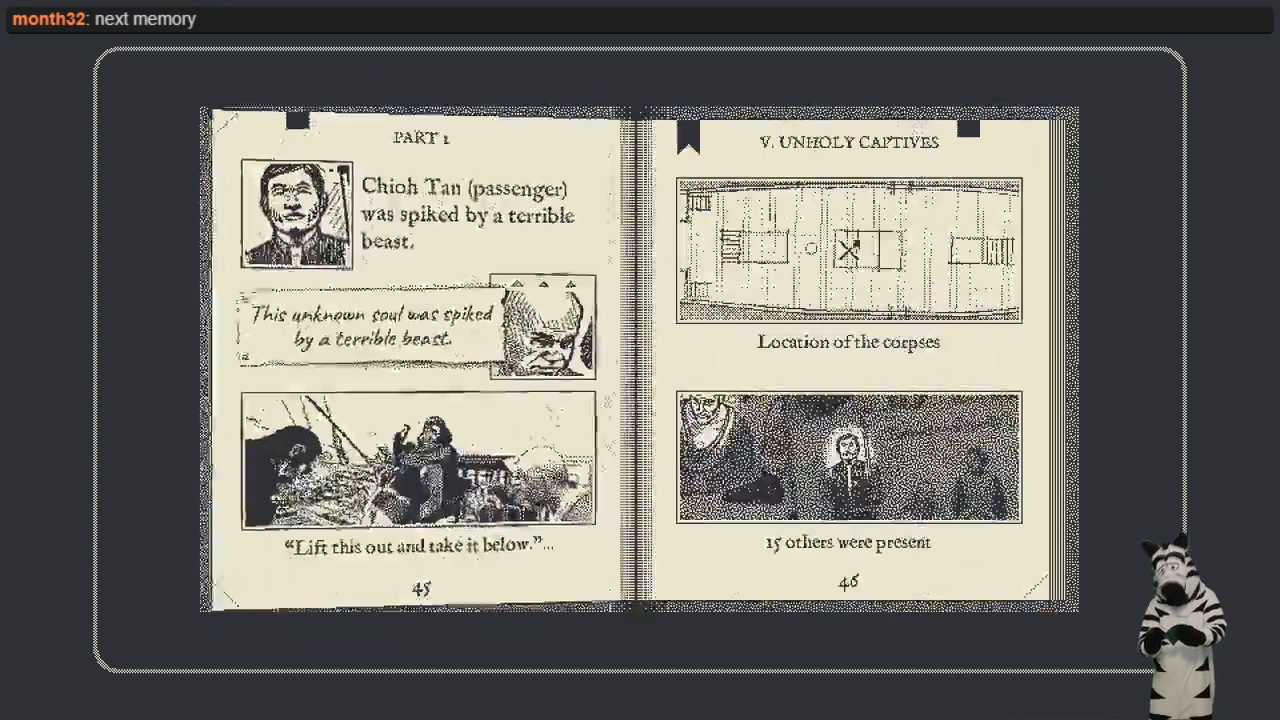 month32: next memory
PART 1
Chioh Tan (passenger)
was spiked by a terrible
beast.
This unknown soul was spiked
by a terrible beast.
"Lift this out and take it below."...
45
V. UNHOLY CAPTIVES
Location of the corpses
15 others were present
46